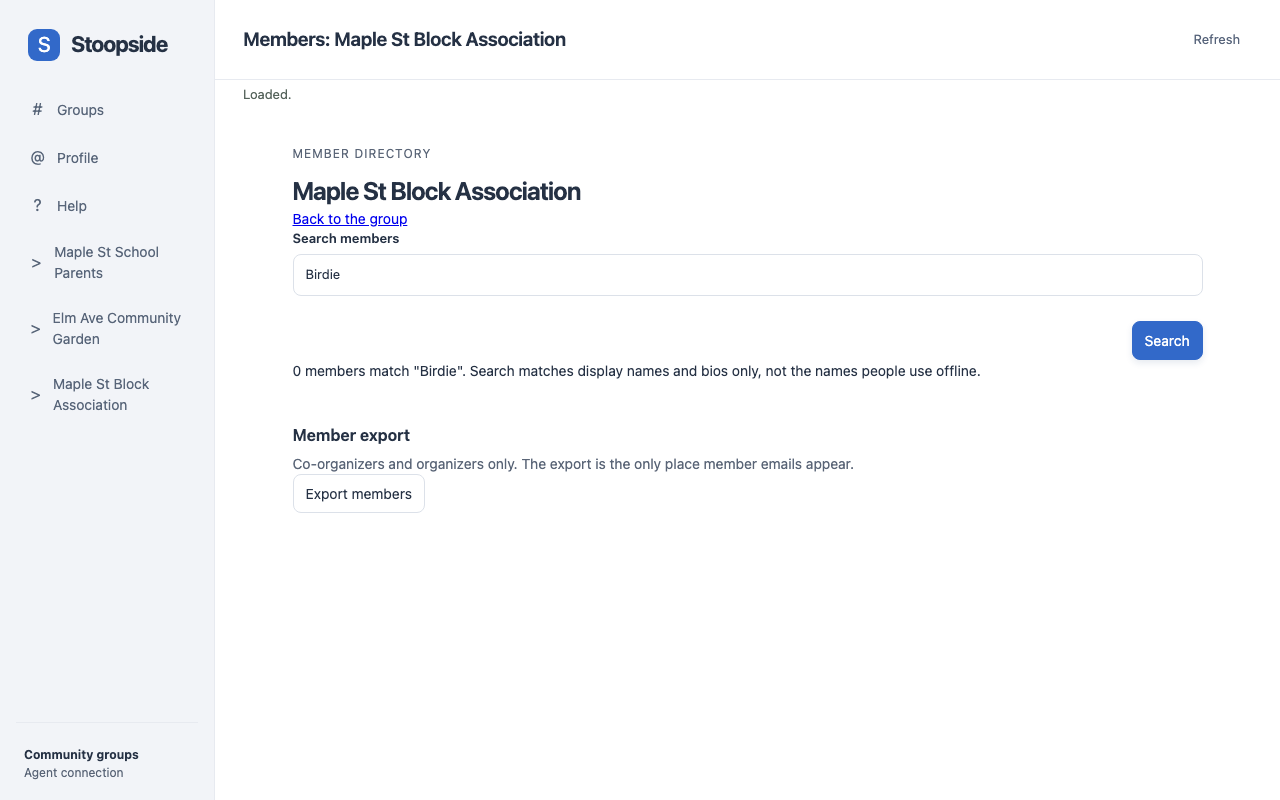 S Stoopside
# Groups
@ Profile
? Help
> Maple St School
Parents
> Elm Ave Community
Garden
> Maple St Block
Association
Community groups
Agent connection
Members: Maple St Block Association
Refresh
Loaded.
MEMBER DIRECTORY
Maple St Block Association
Back to the group
Search members
Birdie
Search
0 members match "Birdie". Search matches display names and bios only, not the names people use offline.
Member export
Co-organizers and organizers only. The export is the only place member emails appear.
Export members